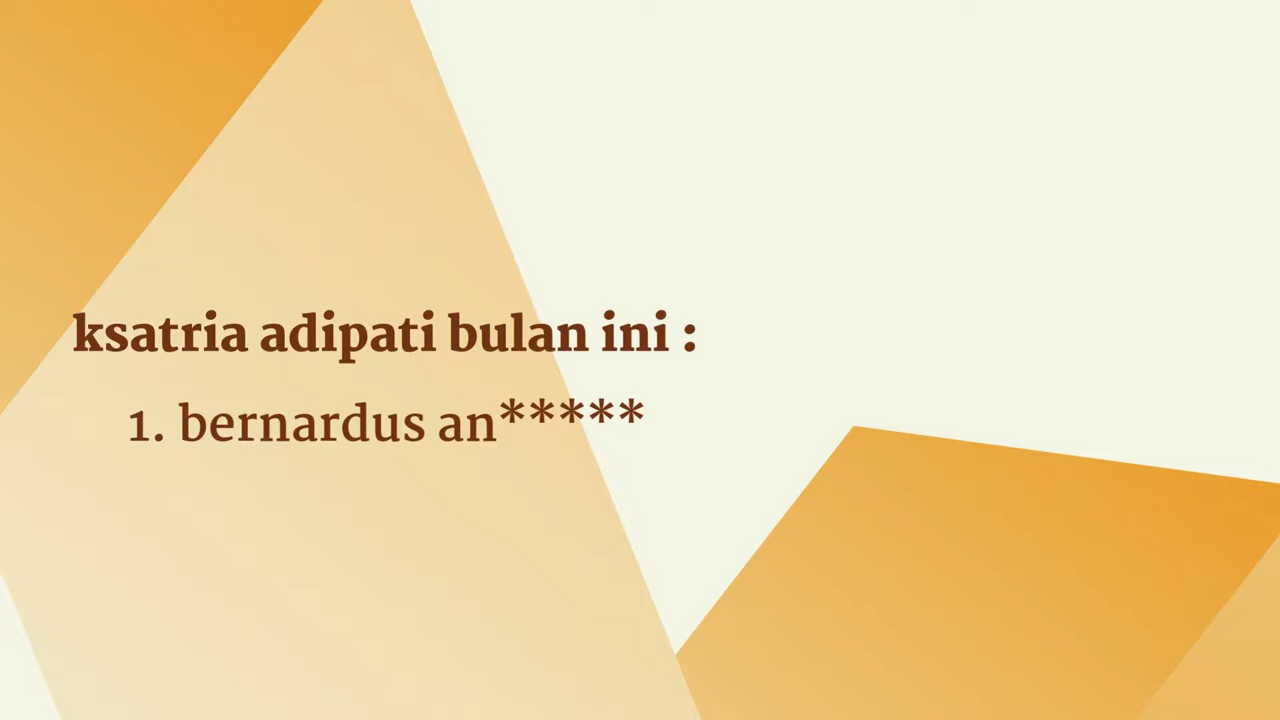 ksatria adipati bulan ini :
1. bernardus an*****